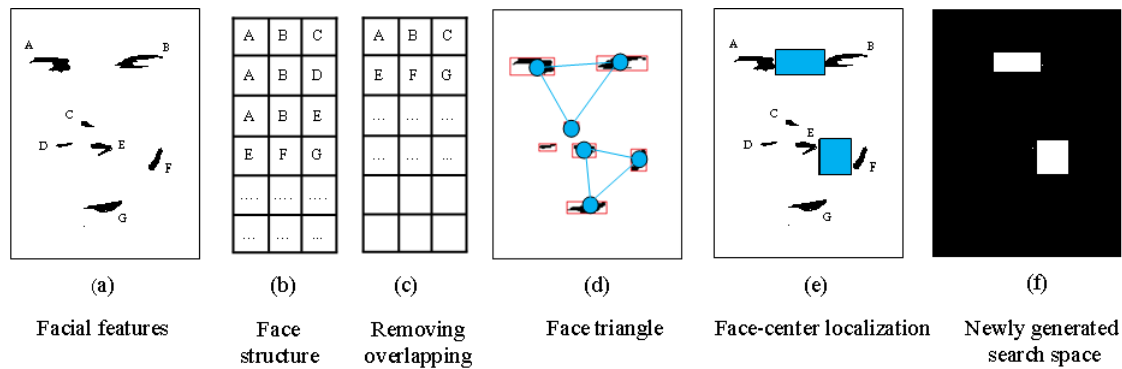 A
B
C
D
E
F
G
A B C
A B D
A B E
E F G
.... .... ....
... ... ...
A B C
E F G
... ... ...
... ... ...
A
B
C
D
E
F
G
(a) (b) (c) (d) (e) (f)
Facial features
Face
structure
Removing
overlapping
Face triangle
Face-center localization
Newly generated
search space